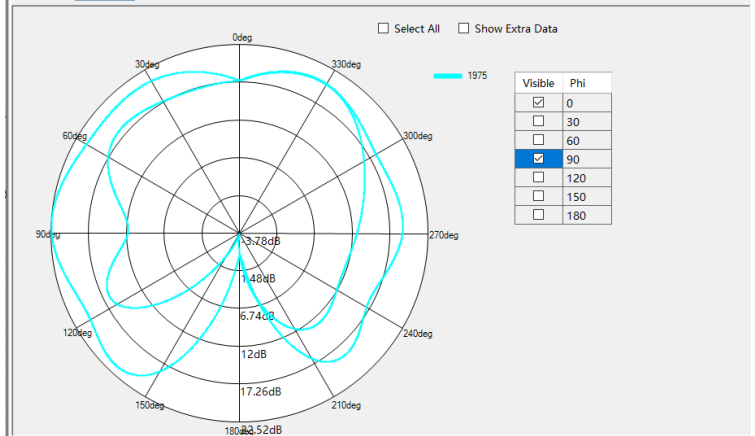 Select All
Show Extra Data
0deg
30deg
330deg
1975
Visible Phi
0
30
60
90
120
150
180
60deg
300deg
90deg
270deg
-3.78dB
1.48dB
6.74dB
12dB
17.26dB
22.52dB
120deg
240deg
150deg
210deg
180deg